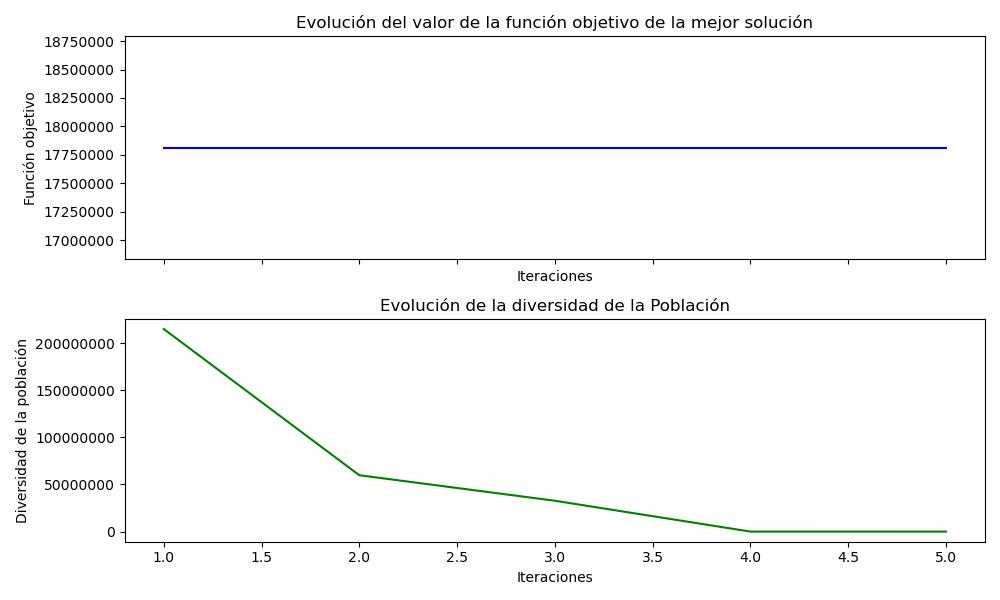 Evolución del valor de la función objetivo de la mejor solución
18750000
18500000
18250000
18000000
17750000
17500000
17250000
17000000
Función objetivo
Iteraciones
Evolución de la diversidad de la Población
200000000
150000000
100000000
50000000
0
Diversidad de la población
1.0 1.5 2.0 2.5 3.0 3.5 4.0 4.5 5.0
Iteraciones